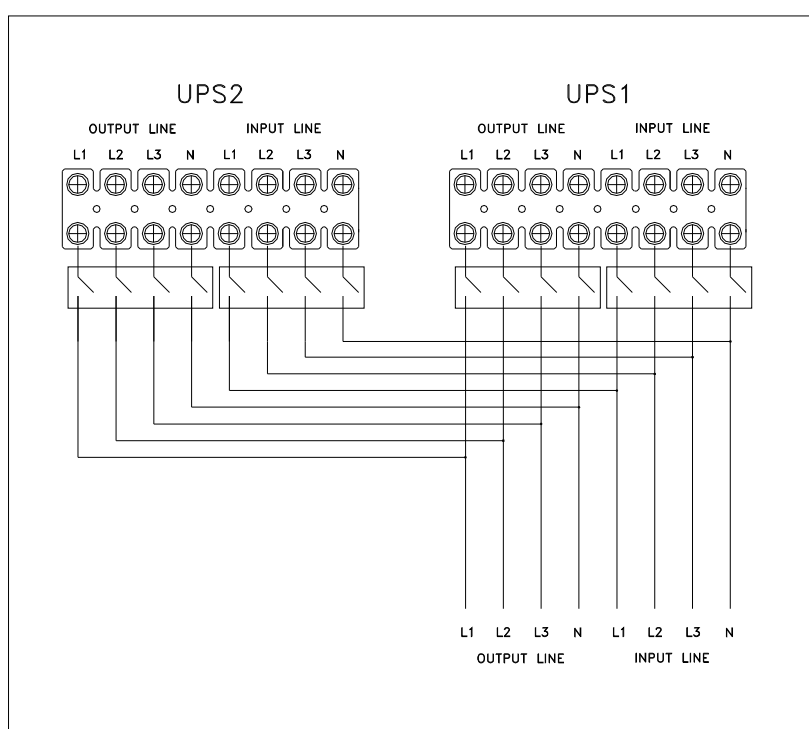 UPS2 UPS1
OUTPUT LINE INPUT LINE OUTPUT LINE INPUT LINE
L1 L2 L3 N L1 L2 L3 N L1 L2 L3 N L1 L2 L3 N
L1 L2 L3 N L1 L2 L3 N
OUTPUT LINE INPUT LINE